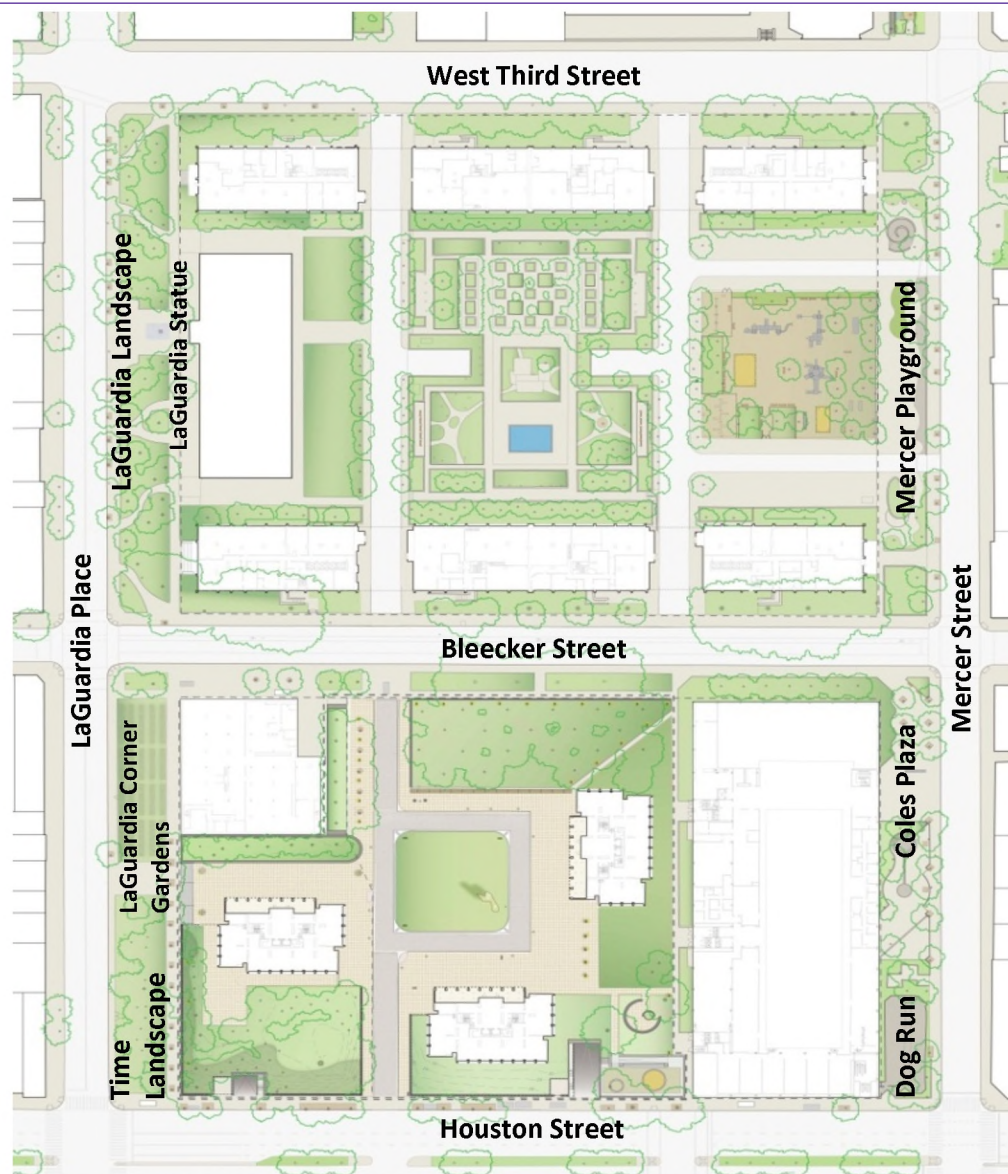 West Third Street
LaGuardia Landscape
LaGuardia Statue
Mercer Playground
LaGuardia Place
Bleecker Street
Mercer Street
LaGuardia Corner
Gardens
Coles Plaza
Time
Landscape
Dog Run
Houston Street